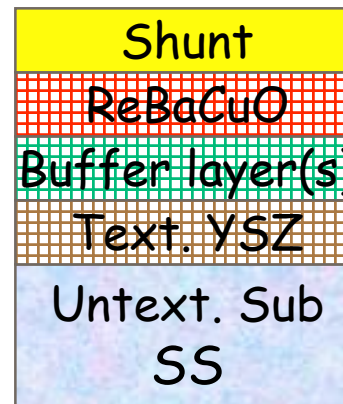 Shunt
ReBaCuO
Buffer layer(s)
Text. YSZ
Untext. Sub
SS